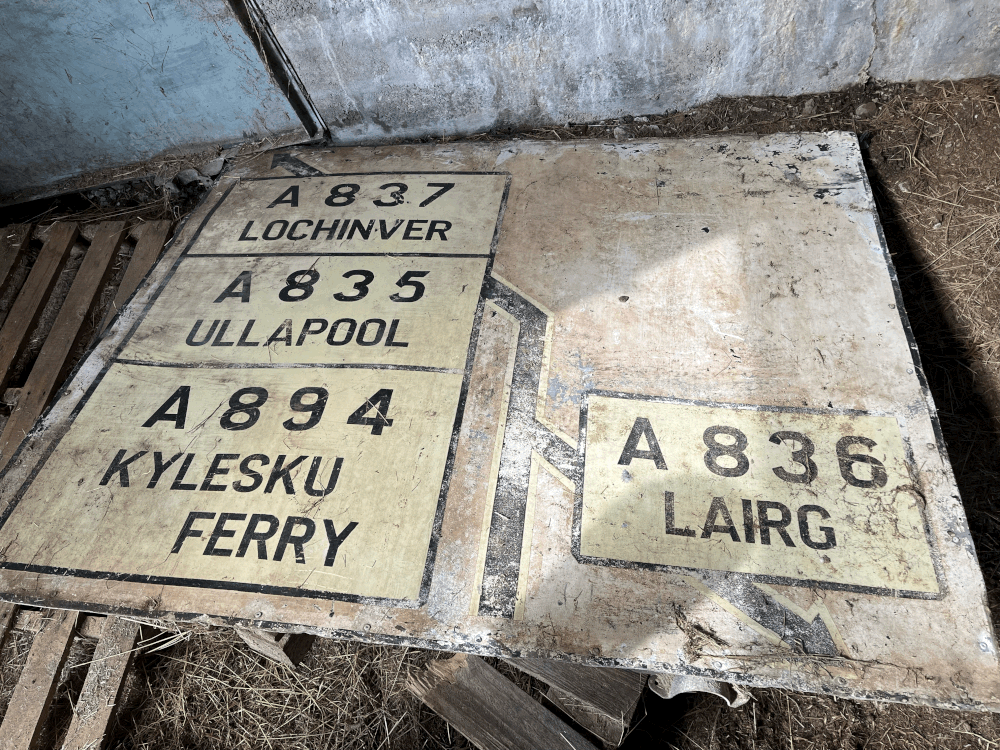 A 837
LOCHINVER
A 835
ULLAPOOL
A 894
KYLESKU
FERRY
A 836
LAIRG